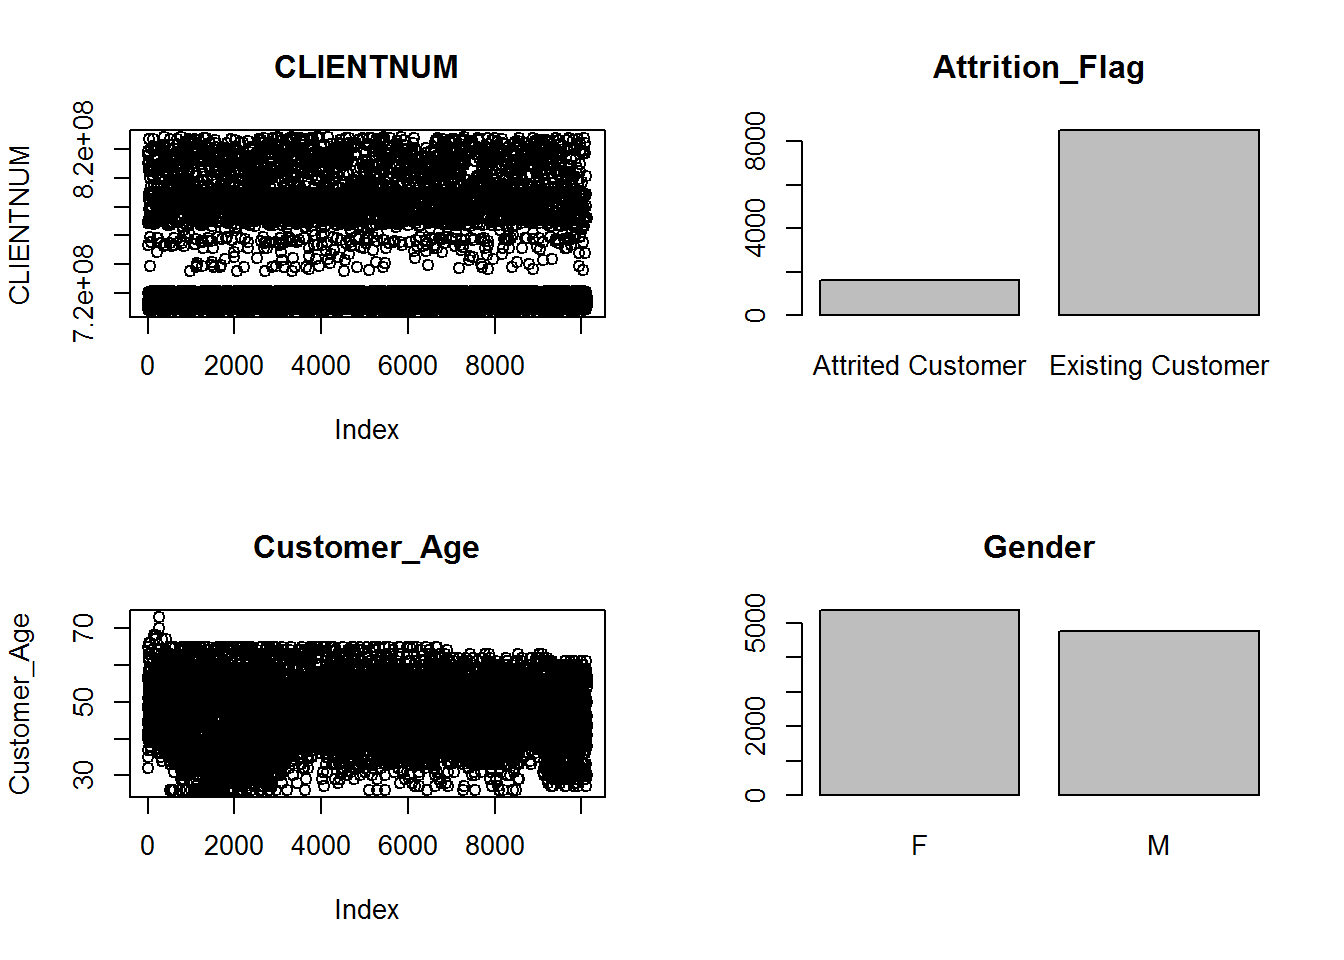 CLIENTNUM
CLIENTNUM
8.2e+08
7.2e+08
0 2000 4000 6000 8000
Index
Attrition_Flag
8000
4000
0
Attrited Customer Existing Customer
Customer_Age
Customer_Age
70
50
30
0 2000 4000 6000 8000
Index
Gender
5000
2000
0
F M